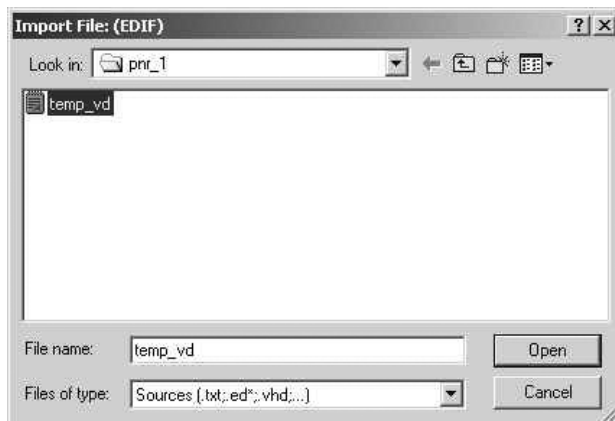 Import File: (EDIF)
Look in: pnr_1
temp_vd
File name: temp_vd
Open
Files of type: Sources (.txt;.ed*;.vhd;...)
Cancel